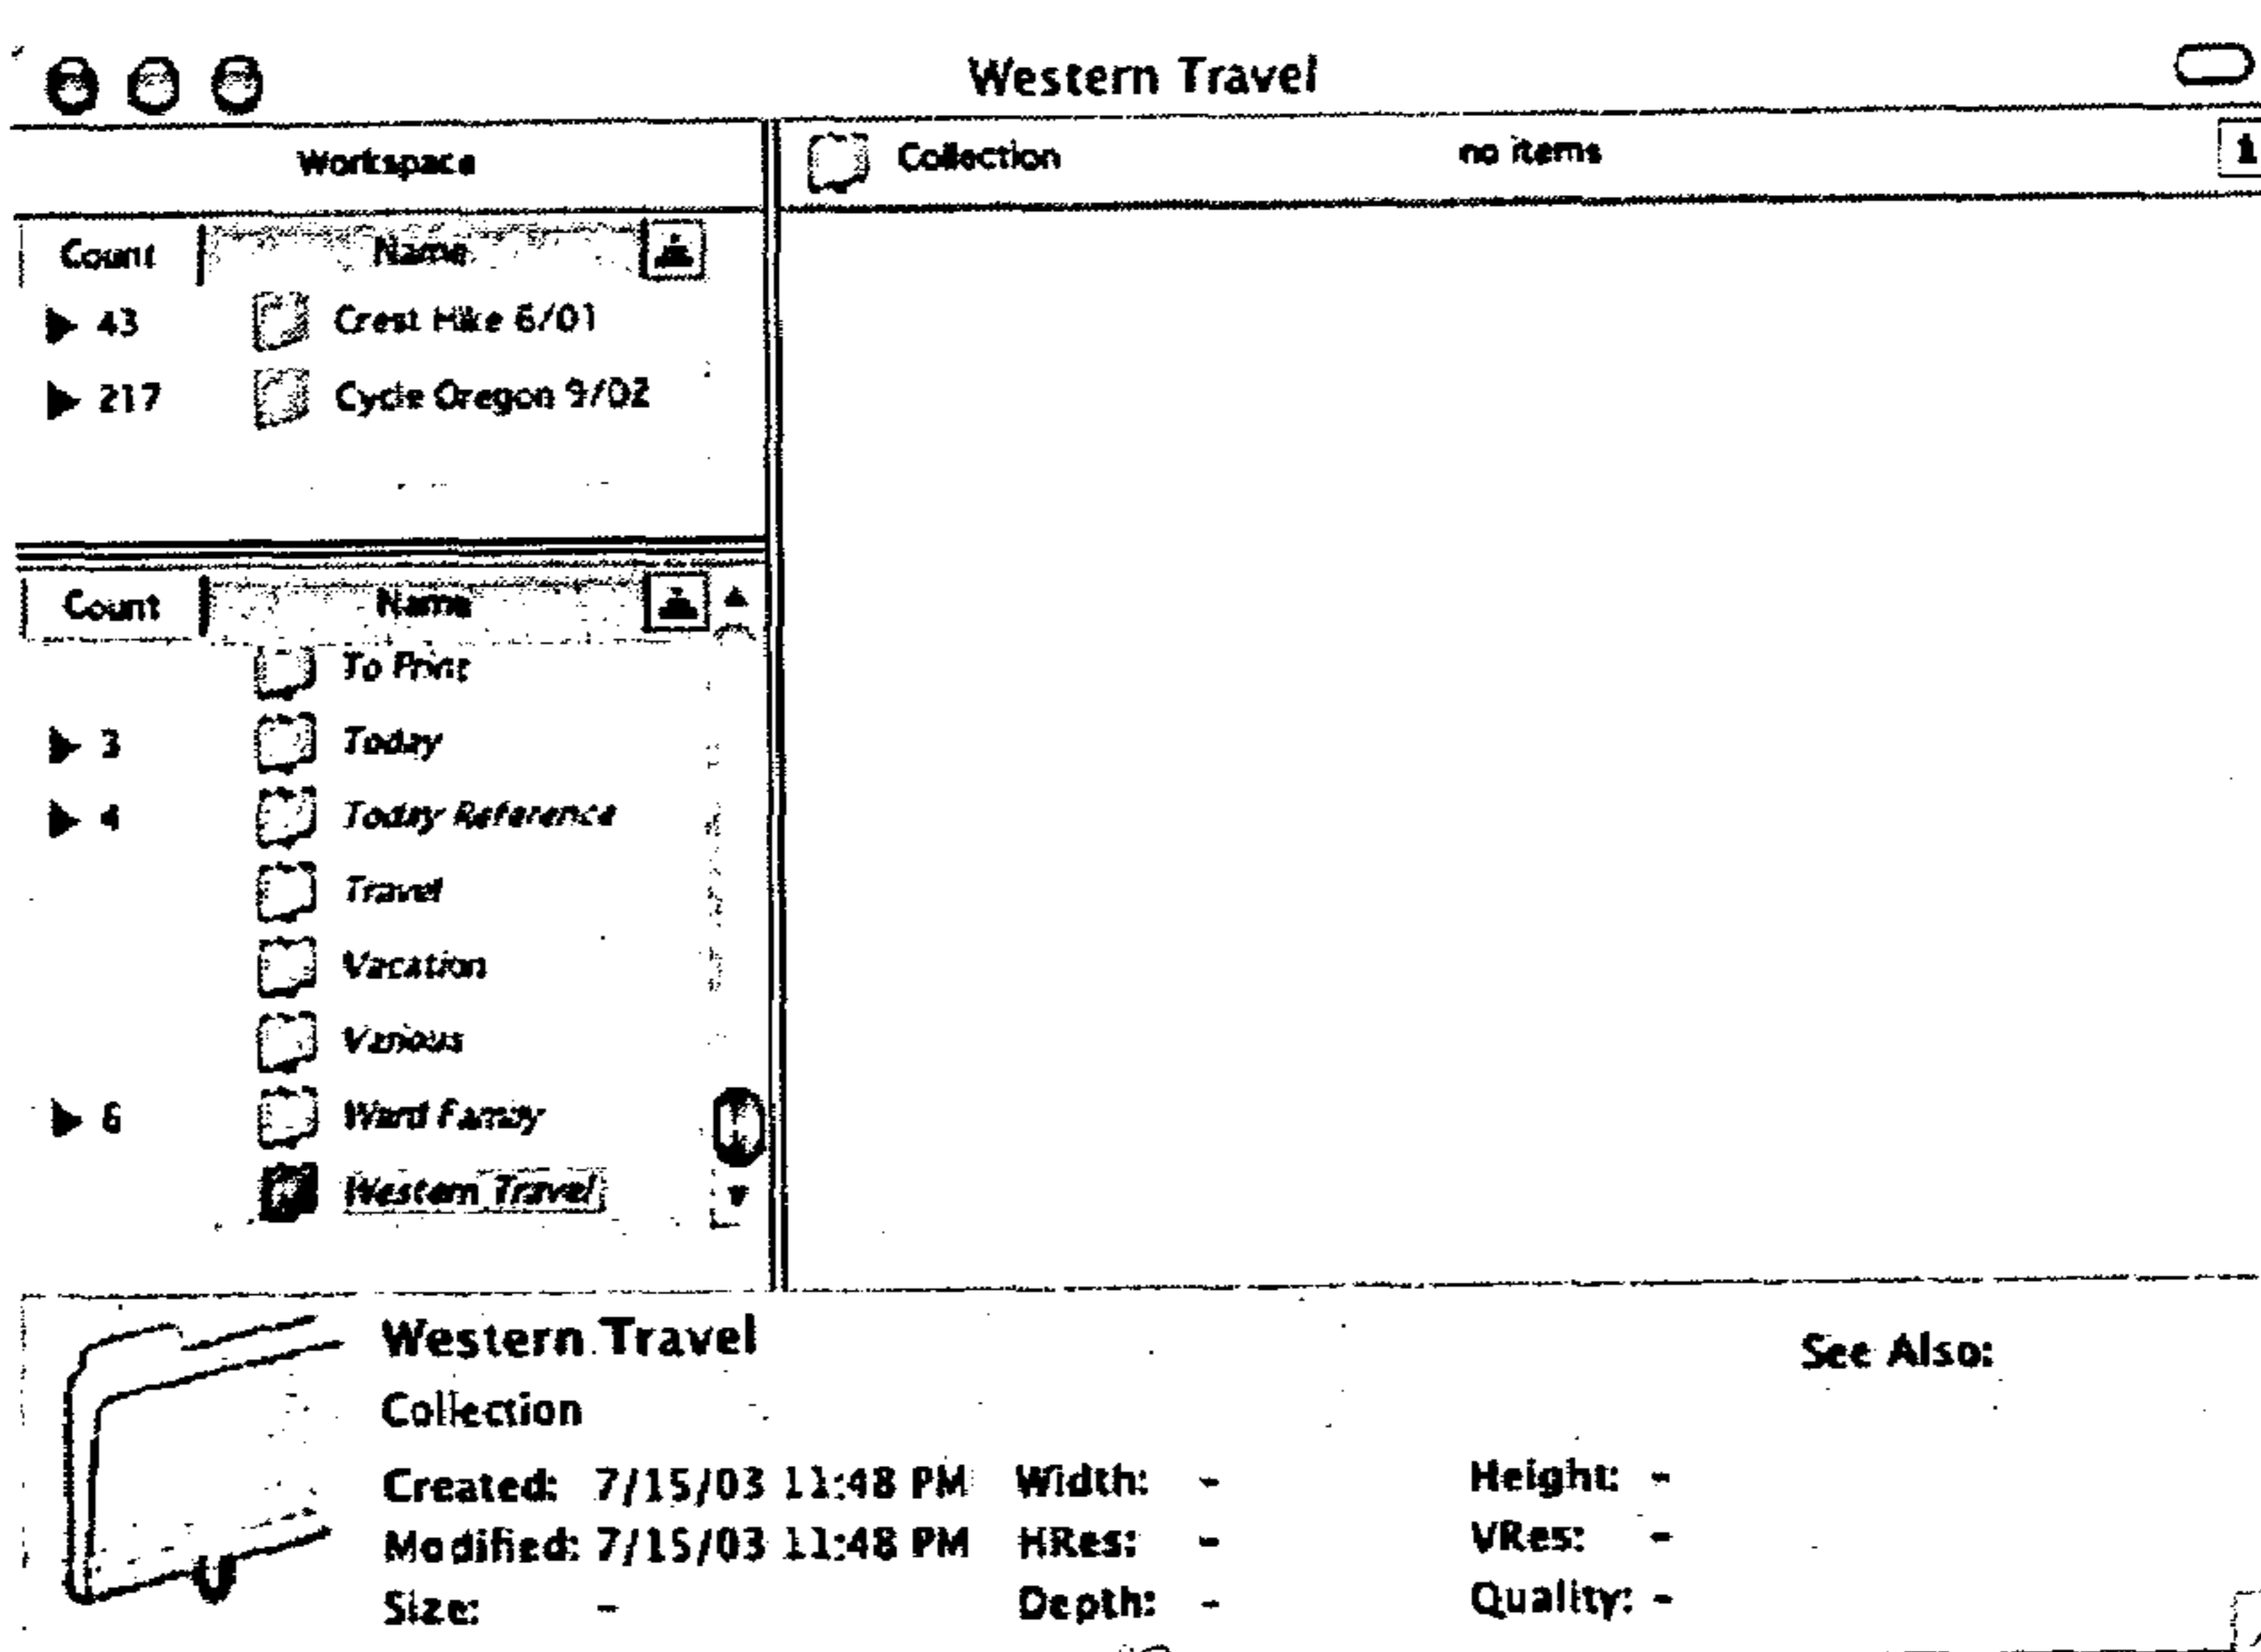 Western Travel
Workspace
Collection no items i
Count Name
43 Crest Hike 6/01
217 Cycle Oregon 9/02
Count Name
To Print
3 Today
4 Today Reference
Travel
Vacation
Various
6 Ward Family
Western Travel
Western Travel
See Also:
Collection
Created: 7/15/03 11:48 PM Width: - Height: -
Modified: 7/15/03 11:48 PM HRes: - VRes: -
Size: - Depth: - Quality: -